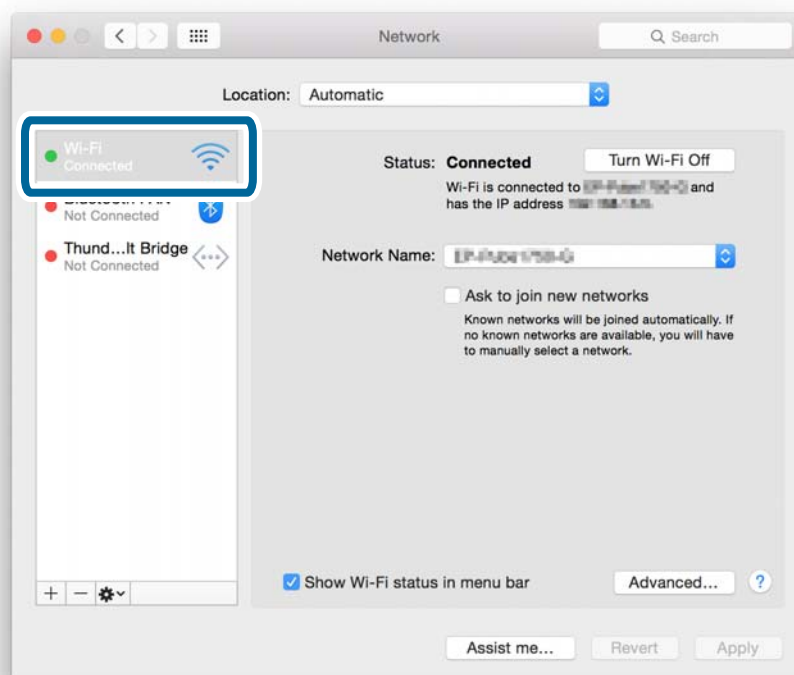 Network
Search
Location: Automatic
Wi-Fi
Connected
Not Connected
Thund...lt Bridge
Not Connected
Status: Connected
Turn Wi-Fi Off
Wi-Fi is connected to and
has the IP address
Network Name:
Ask to join new networks
Known networks will be joined automatically. If
no known networks are available, you will have
to manually select a network.
Show Wi-Fi status in menu bar
Advanced...
?
Assist me...
Revert
Apply